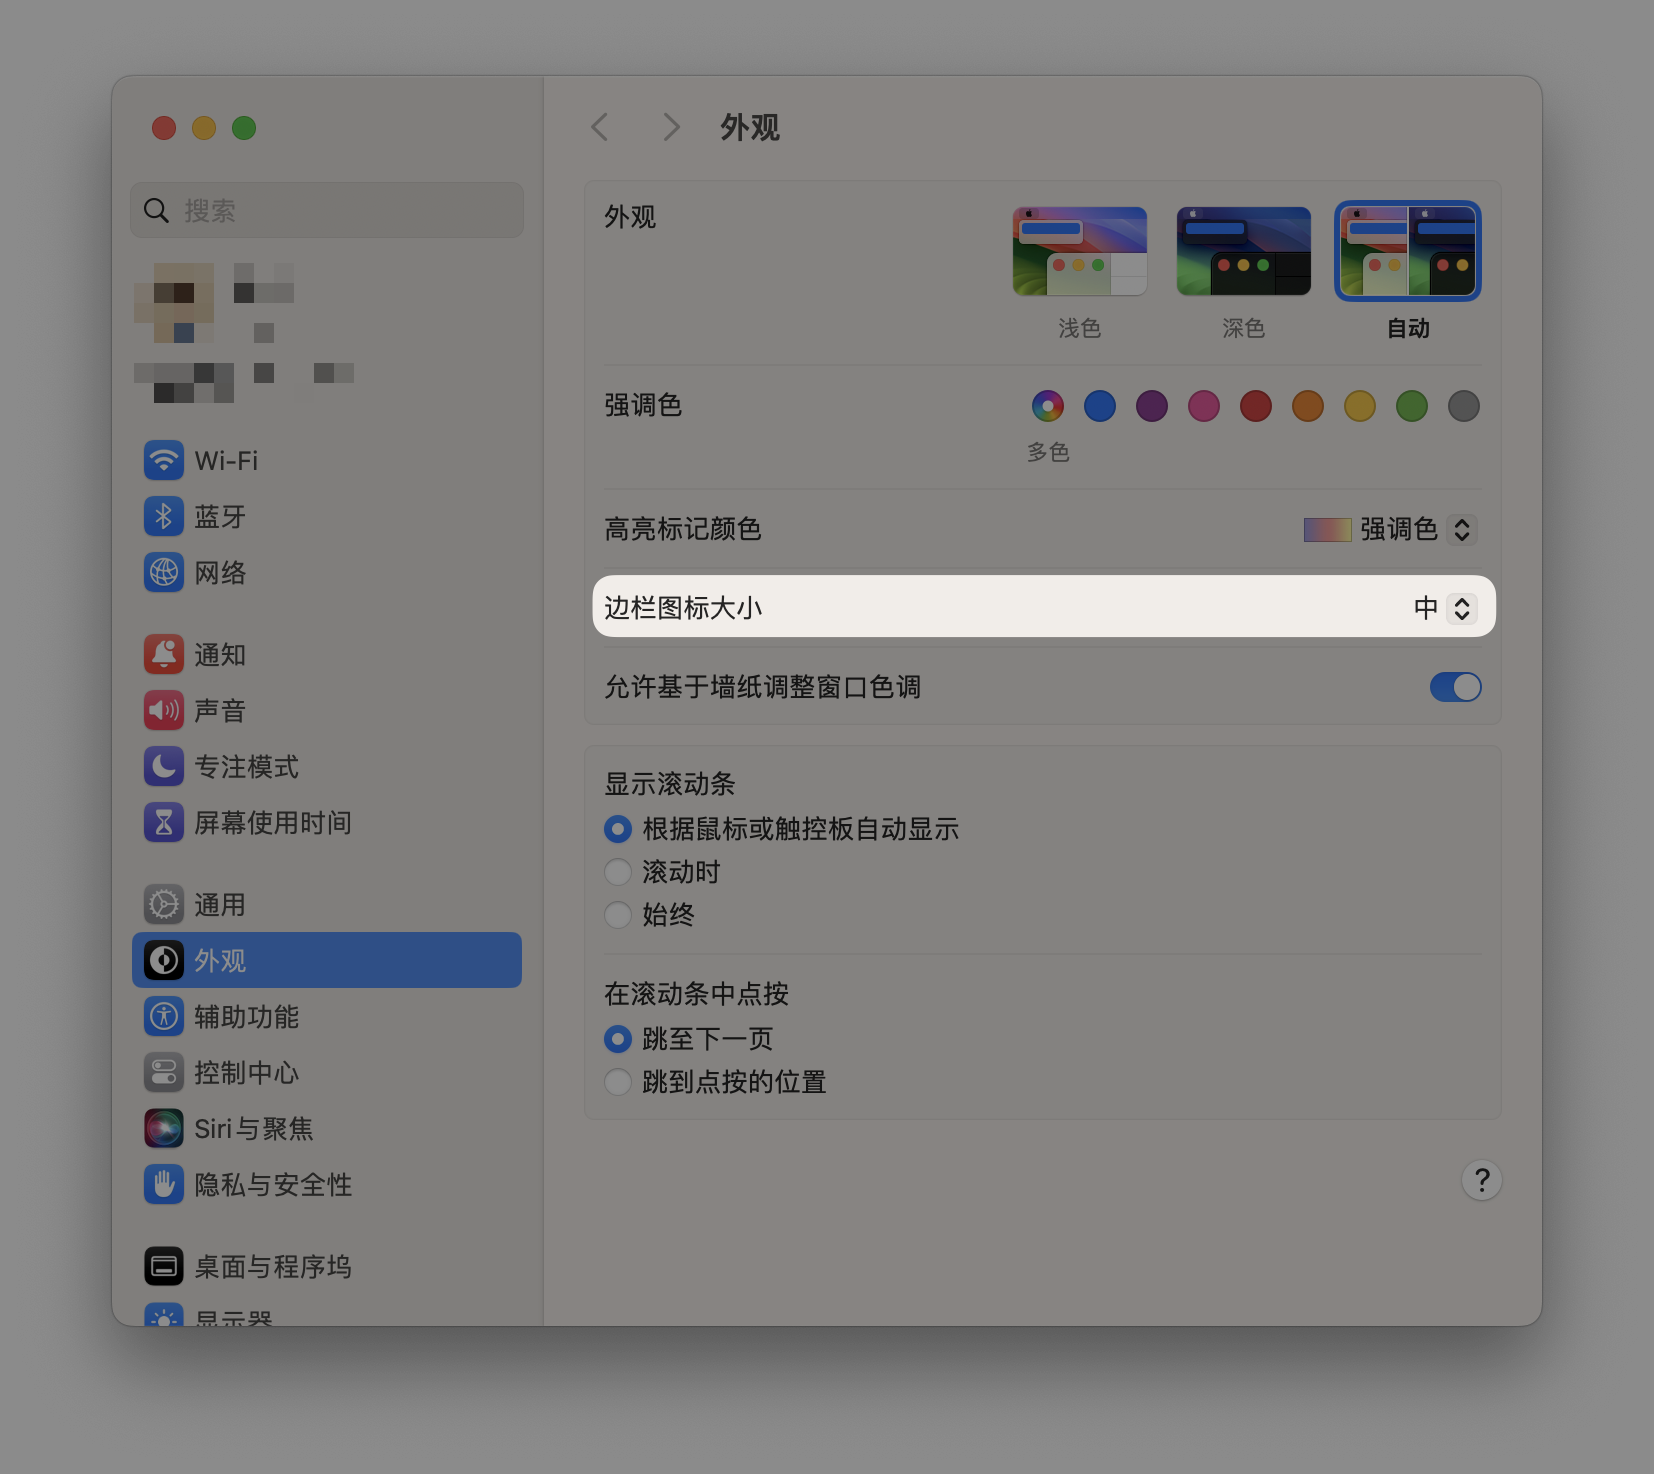 搜索
Wi-Fi
蓝牙
网络
通知
声音
专注模式
屏幕使用时间
通用
外观
辅助功能
控制中心
Siri与聚焦
隐私与安全性
桌面与程序坞
显示器
外观
外观
浅色
深色
自动
强调色
多色
高亮标记颜色
强调色
边栏图标大小
中
允许基于墙纸调整窗口色调
显示滚动条
根据鼠标或触控板自动显示
滚动时
始终
在滚动条中点按
跳至下一页
跳到点按的位置
?